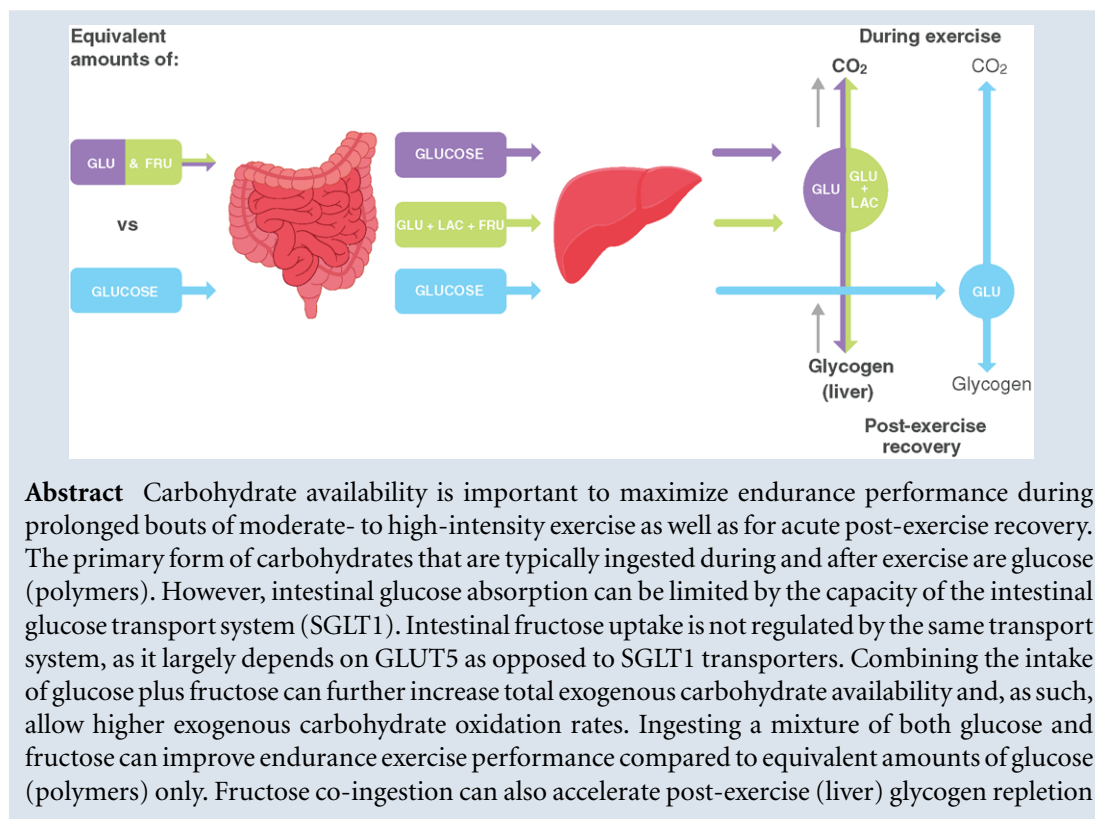 Equivalent
amounts of:
During exercise
CO₂
CO₂
GLU & FRU
GLUCOSE
GLU
GLU
+
LAC
vs
GLU + LAC + FRU
GLUCOSE
GLUCOSE
GLU
Glycogen
(liver)
Glycogen
Post-exercise
recovery
Abstract Carbohydrate availability is important to maximize endurance performance during
prolonged bouts of moderate- to high-intensity exercise as well as for acute post-exercise recovery.
The primary form of carbohydrates that are typically ingested during and after exercise are glucose
(polymers). However, intestinal glucose absorption can be limited by the capacity of the intestinal
glucose transport system (SGLT1). Intestinal fructose uptake is not regulated by the same transport
system, as it largely depends on GLUT5 as opposed to SGLT1 transporters. Combining the intake
of glucose plus fructose can further increase total exogenous carbohydrate availability and, as such,
allow higher exogenous carbohydrate oxidation rates. Ingesting a mixture of both glucose and
fructose can improve endurance exercise performance compared to equivalent amounts of glucose
(polymers) only. Fructose co-ingestion can also accelerate post-exercise (liver) glycogen repletion